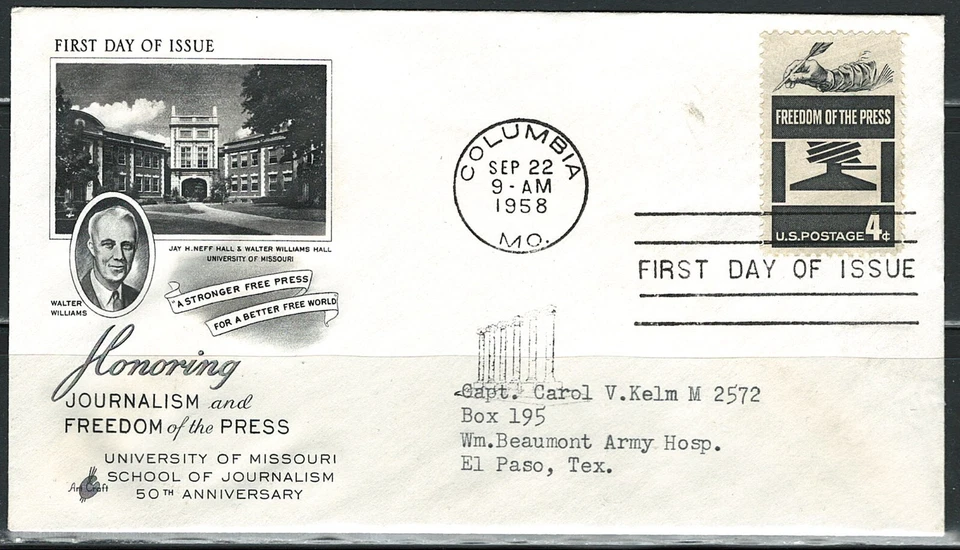 FIRST DAY OF ISSUE
JAY H. NEFF HALL & WALTER WILLIAMS HALL
UNIVERSITY OF MISSOURI
WALTER
WILLIAMS
"A STRONGER FREE PRESS
FOR A BETTER FREE WORLD"
Honoring
JOURNALISM and
FREEDOM of the PRESS
UNIVERSITY OF MISSOURI
SCHOOL OF JOURNALISM
50TH ANNIVERSARY
Art Craft
COLUMBIA
SEP 22
9-AM
1958
MO.
FREEDOM OF THE PRESS
U.S. POSTAGE 4¢
FIRST DAY OF ISSUE
Capt. Carol V.Kelm M 2572
Box 195
Wm.Beaumont Army Hosp.
El Paso, Tex.